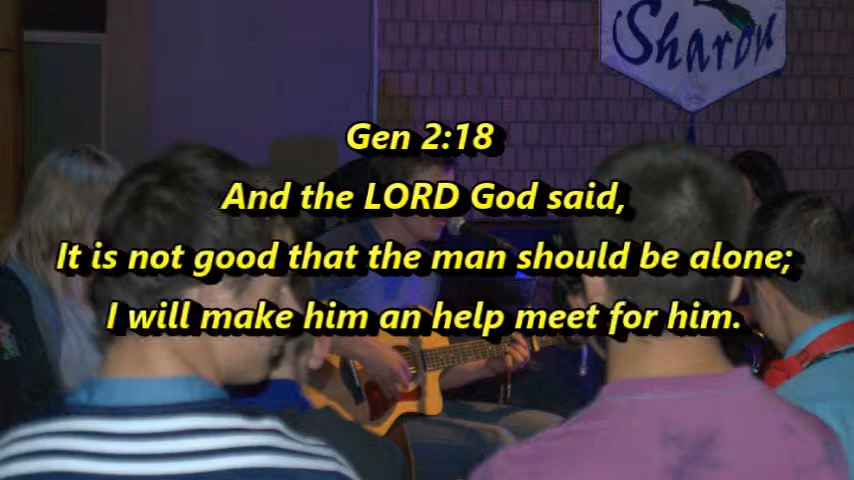 Sharon
Gen 2:18
And the LORD God said,
It is not good that the man should be alone;
I will make him an help meet for him.